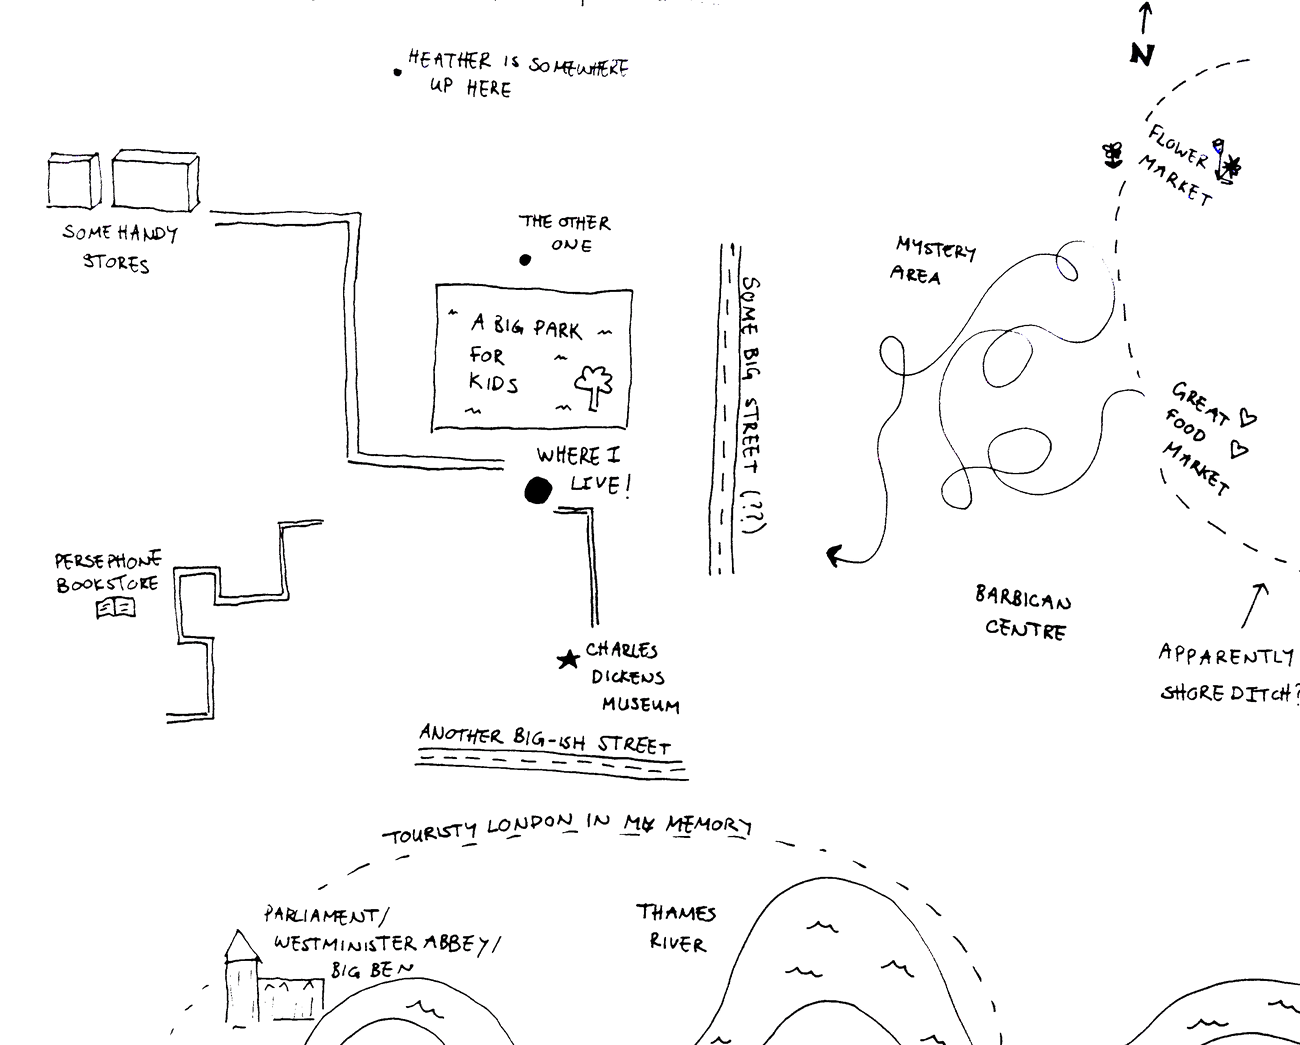 HEATHER IS SOMEWHERE
UP HERE
N
FLOWER
MARKET
SOME HANDY
STORES
THE OTHER
ONE
MYSTERY
AREA
A BIG PARK
FOR
KIDS
SOME BIG STREET (??)
GREAT
FOOD
MARKET
WHERE I
LIVE!
PERSEPHONE
BOOKSTORE
BARBICAN
CENTRE
APPARENTLY
SHOREDITCH?
CHARLES
DICKENS
MUSEUM
ANOTHER BIG-ISH STREET
TOURISTY LONDON IN MY MEMORY
PARLIAMENT/
WESTMINISTER ABBEY/
BIG BEN
THAMES
RIVER